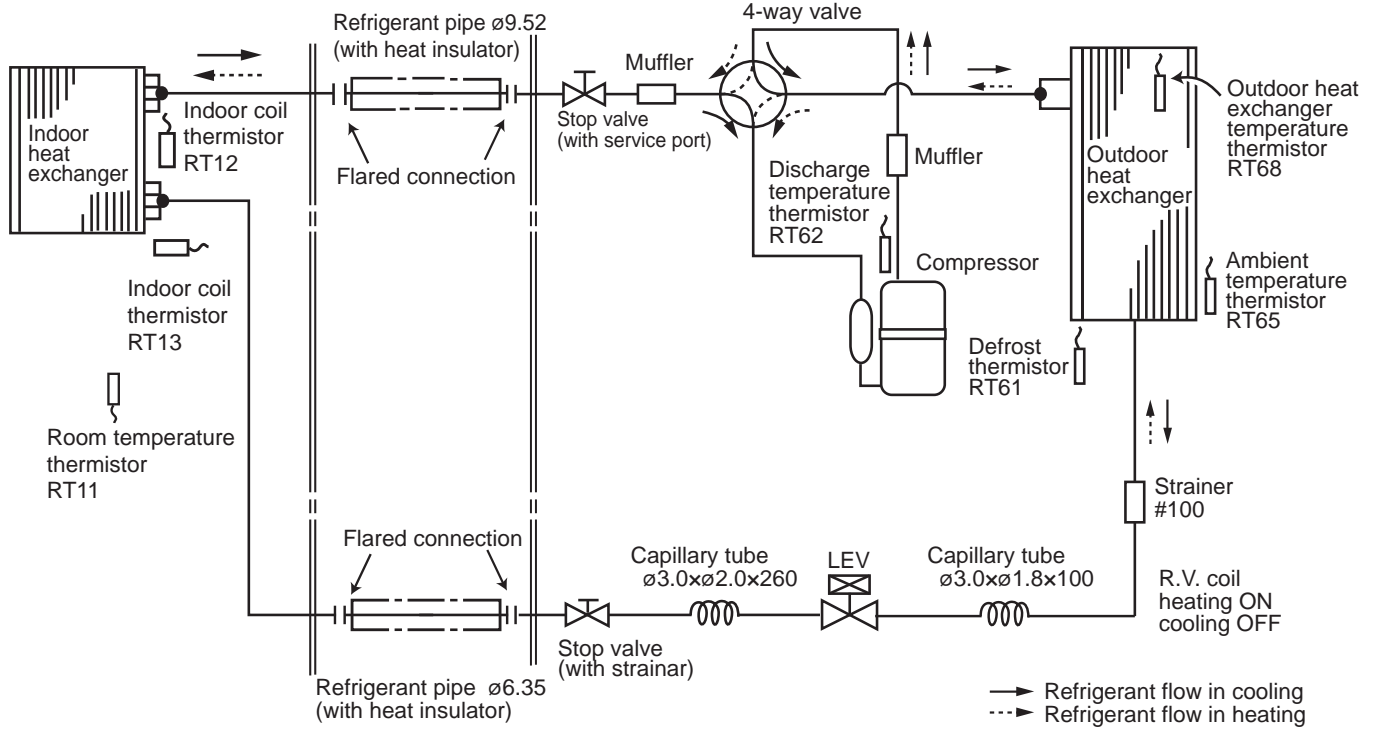 4-way valve
Refrigerant pipe ø9.52
(with heat insulator)
Muffler
Stop valve
(with service port)
Indoor
heat
exchanger
Indoor coil
thermistor
RT12
Flared connection
Discharge
temperature
thermistor
RT62
Muffler
Outdoor
heat
exchanger
Outdoor heat
exchanger
temperature
thermistor
RT68
Compressor
Ambient
temperature
thermistor
RT65
Indoor coil
thermistor
RT13
Defrost
thermistor
RT61
Room temperature
thermistor
RT11
Strainer
#100
Flared connection
Capillary tube
ø3.0×ø2.0×260
LEV
Capillary tube
ø3.0×ø1.8×100
R.V. coil
heating ON
cooling OFF
Stop valve
(with strainar)
Refrigerant pipe ø6.35
(with heat insulator)
Refrigerant flow in cooling
Refrigerant flow in heating